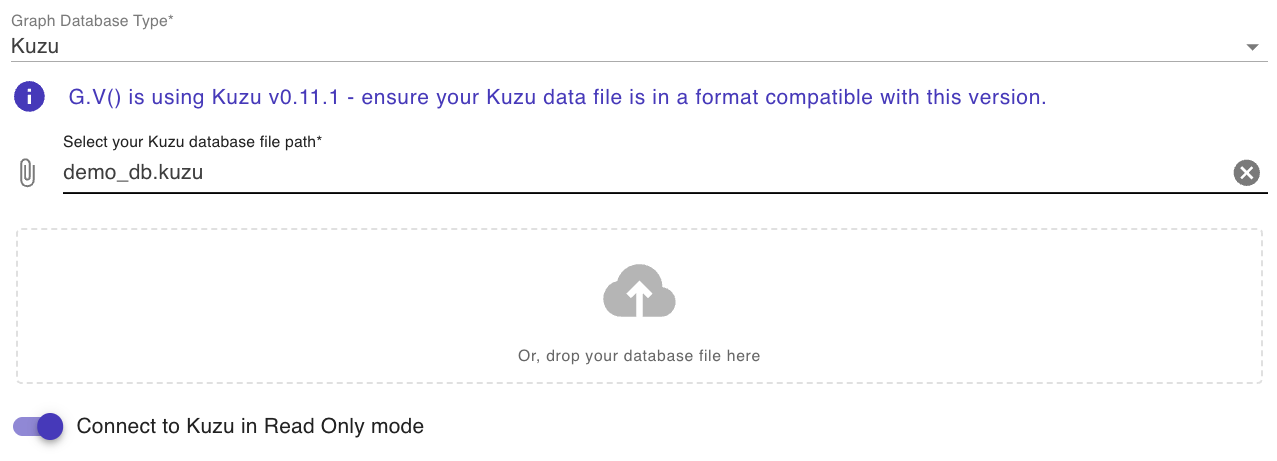 Graph Database Type*
Kuzu
G.V() is using Kuzu v0.11.1 - ensure your Kuzu data file is in a format compatible with this version.
Select your Kuzu database file path*
demo_db.kuzu
Or, drop your database file here
Connect to Kuzu in Read Only mode